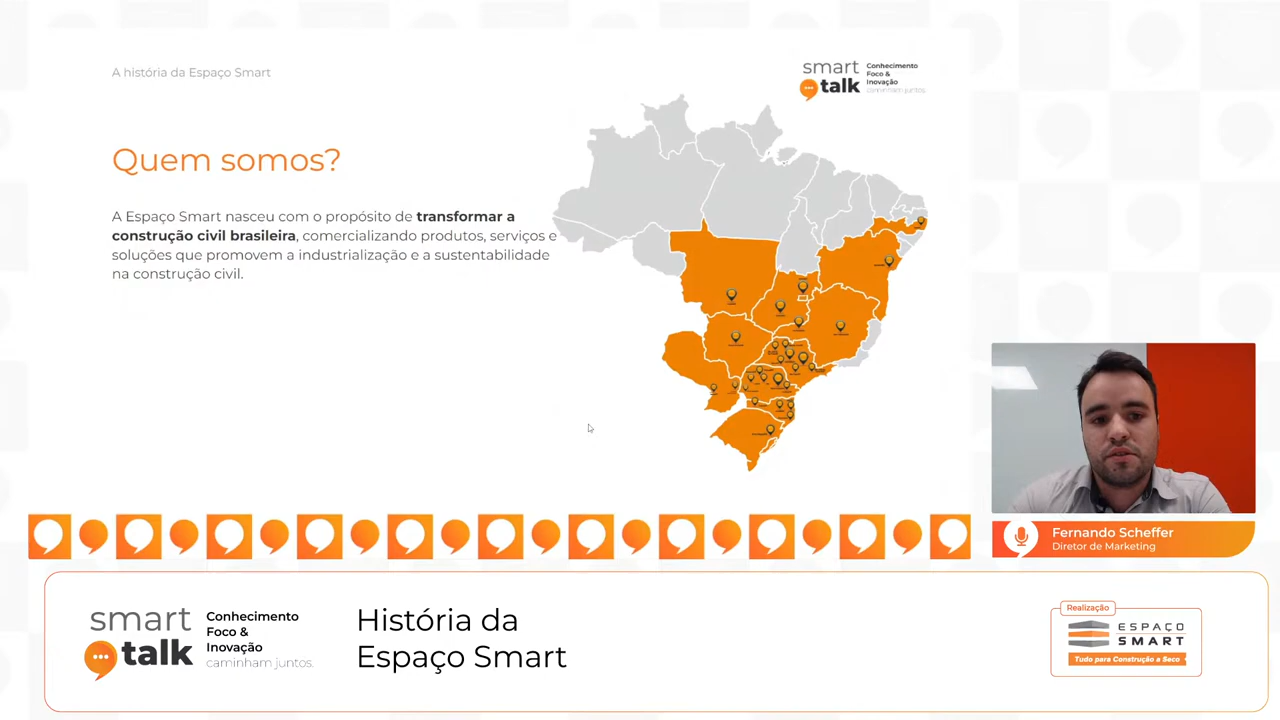 A história da Espaço Smart
smart
talk
Conhecimento
Foco &
Inovação
caminham juntos.
Quem somos?
A Espaço Smart nasceu com o propósito de transformar a
construção civil brasileira, comercializando produtos, serviços e
soluções que promovem a industrialização e a sustentabilidade
na construção civil.
Fernando Scheffer
Diretor de Marketing
smart
talk
Conhecimento
Foco &
Inovação
caminham juntos.
História da
Espaço Smart
Realização
ESPAÇO
SMART
Tudo para Construção a Seco